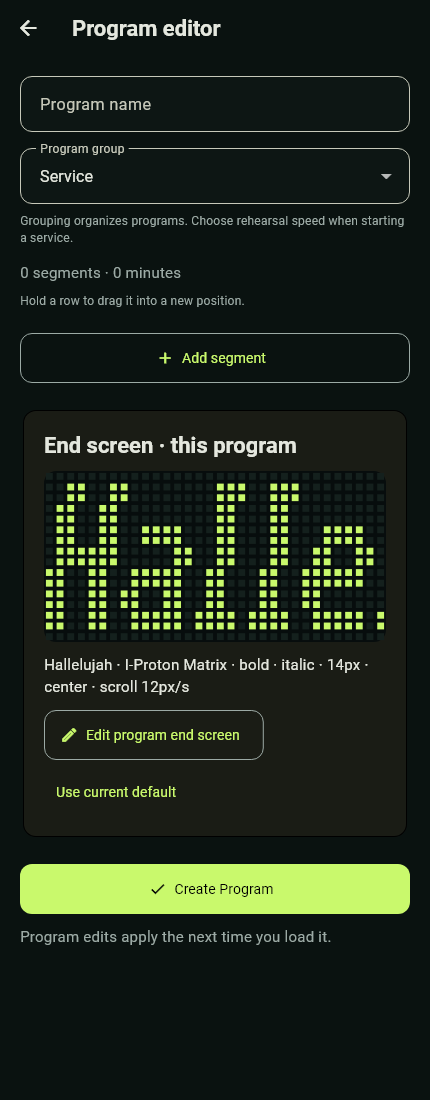 Program editor
Program name
Program group
Service
Grouping organizes programs. Choose rehearsal speed when starting
a service.
0 segments · 0 minutes
Hold a row to drag it into a new position.
Add segment
End screen · this program
Halle
Hallelujah · I-Proton Matrix · bold · italic · 14px ·
center · scroll 12px/s
Edit program end screen
Use current default
Create Program
Program edits apply the next time you load it.